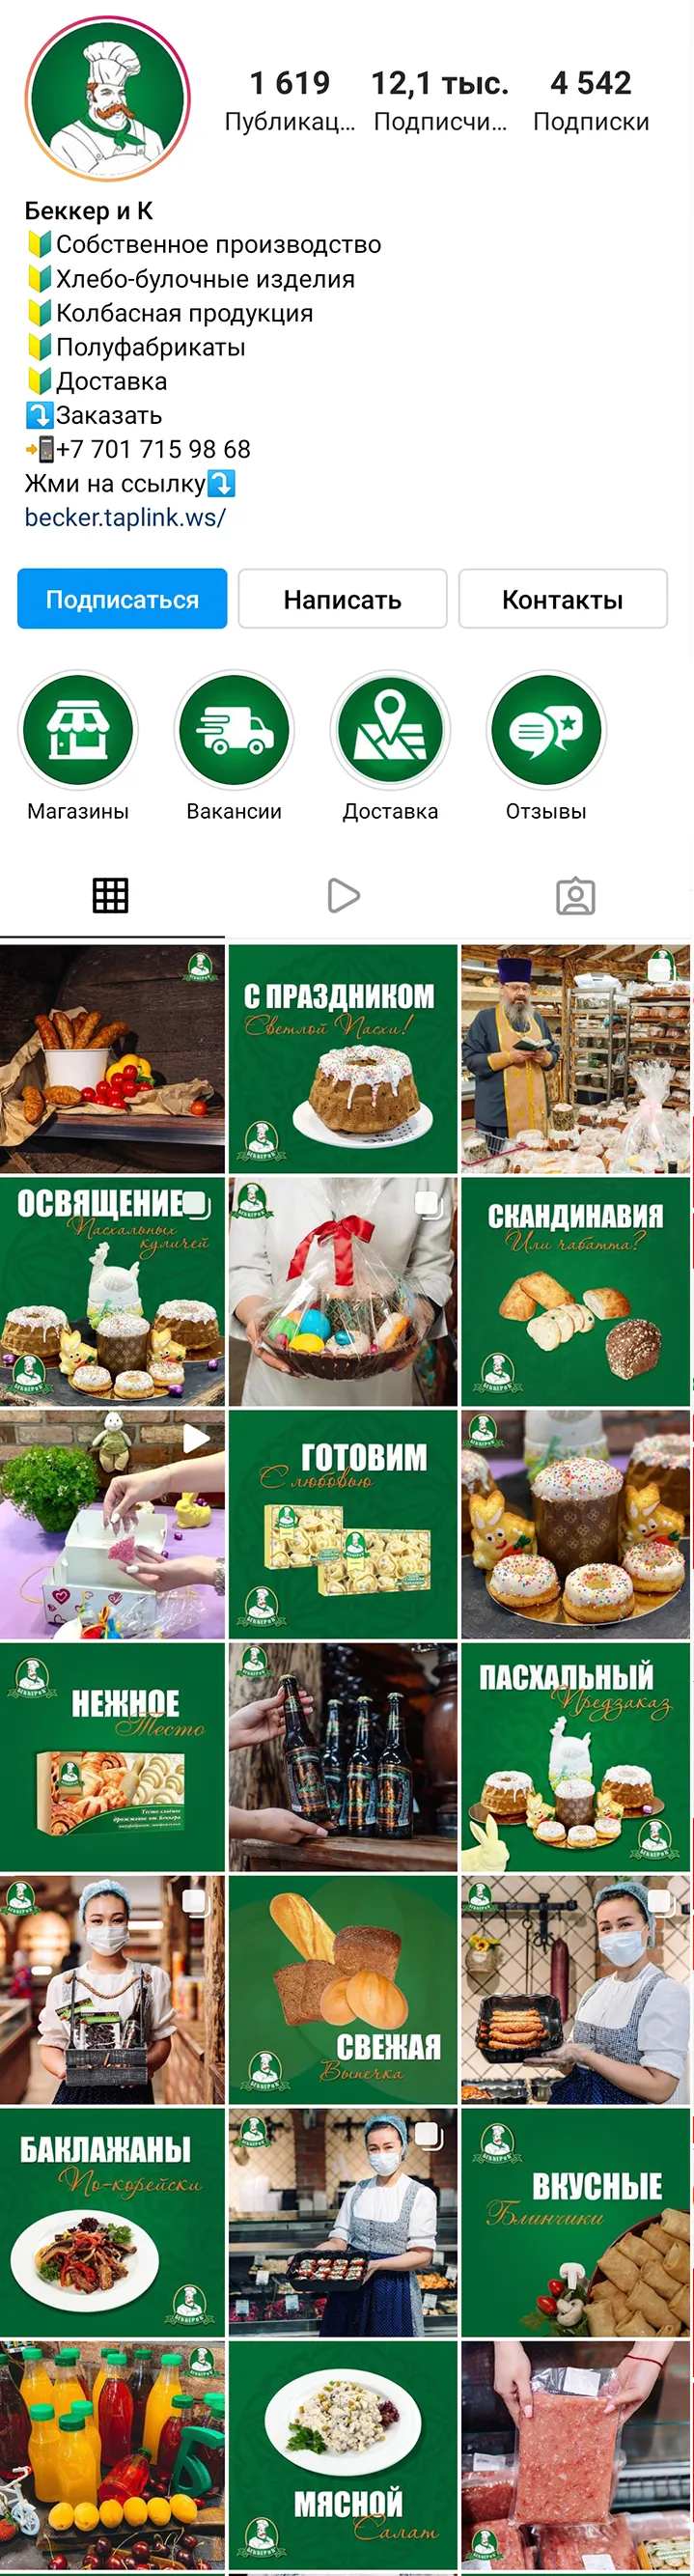 1 619
12,1 тыс.
4 542
Публикац...
Подписчи...
Подписки
Беккер и К
Собственное производство
Хлебо-булочные изделия
Колбасная продукция
Полуфабрикаты
Доставка
Заказать
+7 701 715 98 68
Жми на ссылку
becker.taplink.ws/
Подписаться
Написать
Контакты
Магазины
Вакансии
Доставка
Отзывы
С ПРАЗДНИКОМ
Светлой Пасхи!
ОСВЯЩЕНИЕ
Пасхальных
куличей
СКАНДИНАВИЯ
Или чабатта?
ГОТОВИМ
С любовью
НЕЖНОЕ
Тесто
ПАСХАЛЬНЫЙ
Предзаказ
СВЕЖАЯ
Выпечка
БАКЛАЖАНЫ
По-корейски
ВКУСНЫЕ
Блинчики
МЯСНОЙ
Салат